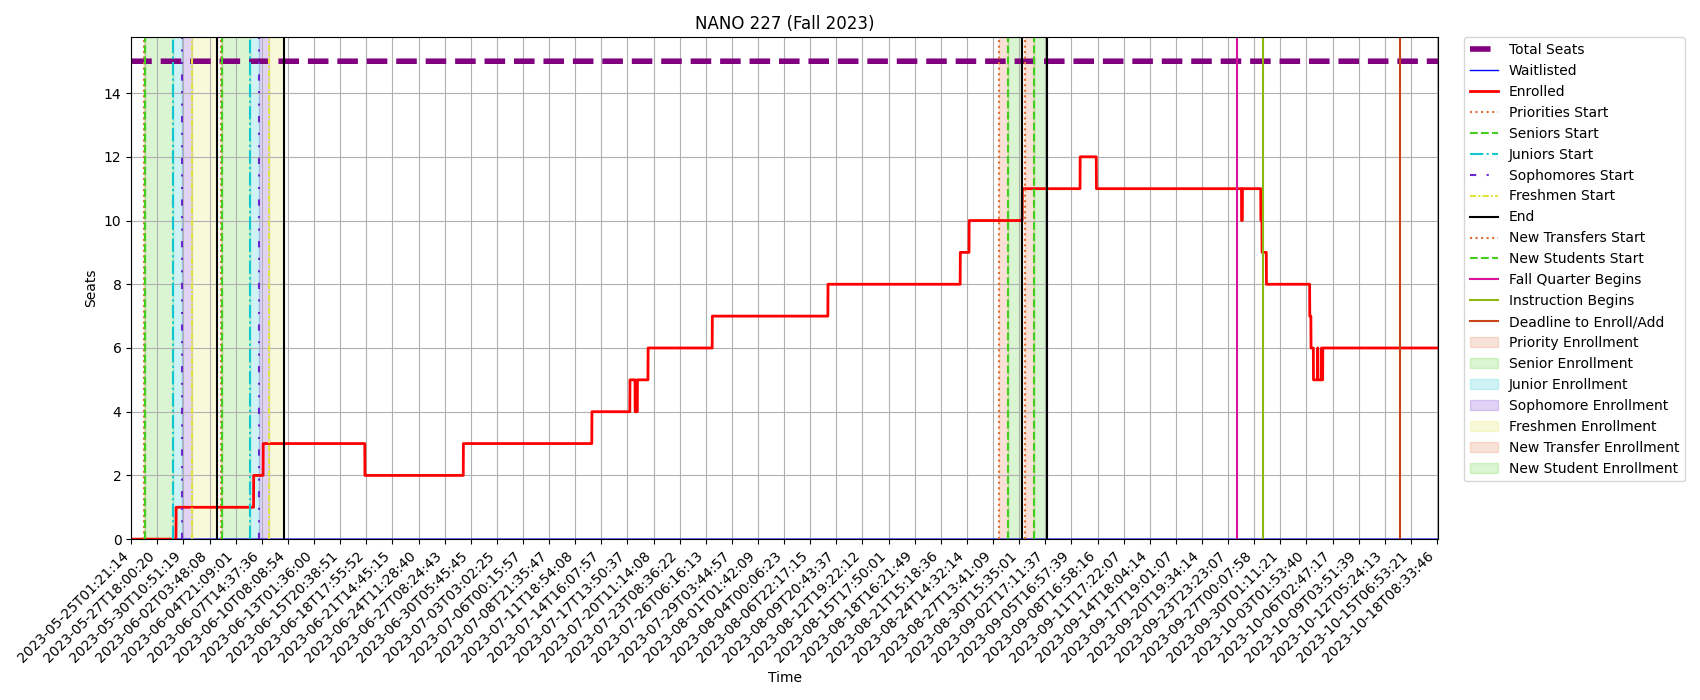 NANO 227 (Fall 2023)
Seats
14
12
10
8
6
4
2
0
2023-05-25T01:21:14
2023-05-27T18:00:20
2023-05-30T10:51:19
2023-06-02T03:48:08
2023-06-04T21:09:01
2023-06-07T14:37:36
2023-06-10T08:08:54
2023-06-13T01:36:00
2023-06-15T20:38:51
2023-06-18T17:55:52
2023-06-21T14:45:15
2023-06-24T11:28:40
2023-06-27T08:24:43
2023-06-30T05:45:45
2023-07-03T03:02:25
2023-07-06T00:15:57
2023-07-08T21:35:47
2023-07-11T18:54:08
2023-07-14T16:07:57
2023-07-17T13:50:37
2023-07-20T11:14:09
2023-07-23T08:36:22
2023-07-26T06:16:13
2023-07-29T03:44:57
2023-08-01T01:42:09
2023-08-04T00:06:23
2023-08-06T22:17:15
2023-08-09T20:43:37
2023-08-12T19:22:12
2023-08-15T17:50:01
2023-08-18T16:21:49
2023-08-21T15:18:36
2023-08-24T14:32:14
2023-08-27T13:41:09
2023-08-30T15:35:01
2023-09-02T17:11:37
2023-09-05T16:57:39
2023-09-08T16:58:16
2023-09-11T17:22:07
2023-09-14T18:04:14
2023-09-17T19:01:07
2023-09-20T19:34:14
2023-09-23T23:23:07
2023-09-27T00:07:58
2023-09-30T01:11:21
2023-10-03T01:53:40
2023-10-06T02:47:17
2023-10-09T03:51:39
2023-10-12T05:24:13
2023-10-15T06:53:21
2023-10-18T08:33:46
Time
Total Seats
Waitlisted
Enrolled
Priorities Start
Seniors Start
Juniors Start
Sophomores Start
Freshmen Start
End
New Transfers Start
New Students Start
Fall Quarter Begins
Instruction Begins
Deadline to Enroll/Add
Priority Enrollment
Senior Enrollment
Junior Enrollment
Sophomore Enrollment
Freshmen Enrollment
New Transfer Enrollment
New Student Enrollment